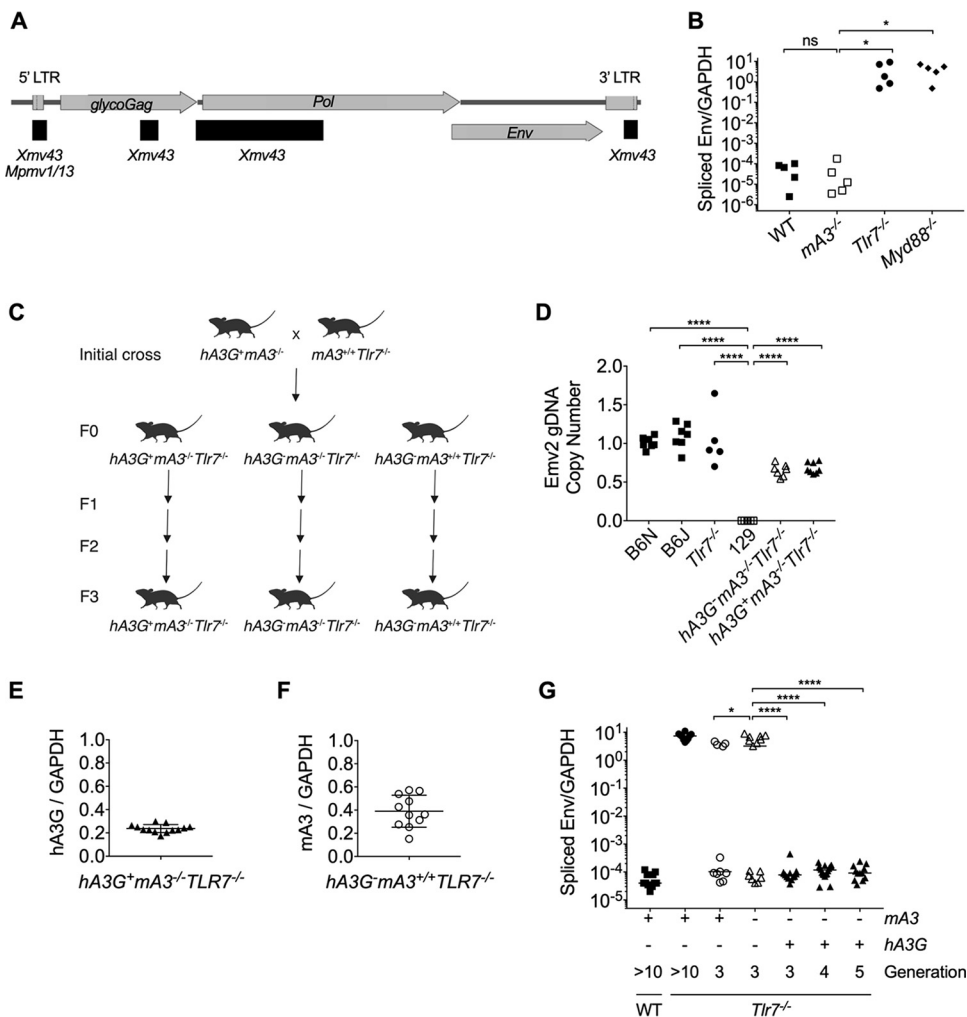 A
5' LTR
3' LTR
glycoGag
Pol
Env
Xmv43
Mpmv1/13
Xmv43
Xmv43
Xmv43
B
Spliced Env/GAPDH
ns
*
*
10¹
10⁰
10⁻¹
10⁻⁴
10⁻⁵
10⁻⁶
WT
mA3⁻/⁻
Tlr7⁻/⁻
Myd88⁻/⁻
C
Initial cross
x
hA3G⁺mA3⁻/⁻
mA3⁺/⁺Tlr7⁻/⁻
F0
hA3G⁺mA3⁻/⁻Tlr7⁻/⁻
hA3G⁻mA3⁻/⁻Tlr7⁻/⁻
hA3G⁻mA3⁺/⁺Tlr7⁻/⁻
F1
F2
F3
hA3G⁺mA3⁻/⁻Tlr7⁻/⁻
hA3G⁻mA3⁻/⁻Tlr7⁻/⁻
hA3G⁻mA3⁺/⁺Tlr7⁻/⁻
D
Emv2 gDNA
Copy Number
****
**** ****
**** ****
2.0
1.5
1.0
0.5
0.0
B6N
B6J
Tlr7⁻/⁻
129
hA3G⁻mA3⁻/⁻Tlr7⁻/⁻
hA3G⁺mA3⁻/⁻Tlr7⁻/⁻
E
hA3G / GAPDH
1.0
0.8
0.6
0.4
0.2
0.0
hA3G⁺mA3⁻/⁻TLR7⁻/⁻
F
mA3 / GAPDH
1.0
0.8
0.6
0.4
0.2
0.0
hA3G⁻mA3⁺/⁺TLR7⁻/⁻
G
Spliced Env/GAPDH
****
****
* ****
10¹
10⁰
10⁻¹
10⁻²
10⁻³
10⁻⁴
10⁻⁵
+ + + - - - - mA3
- - - - + + + hA3G
>10 >10 3 3 3 4 5 Generation
WT Tlr7⁻/⁻